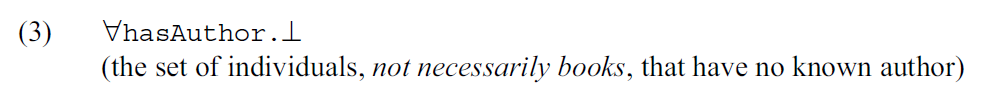 (3) ∀hasAuthor.⊥
(the set of individuals, not necessarily books, that have no known author)